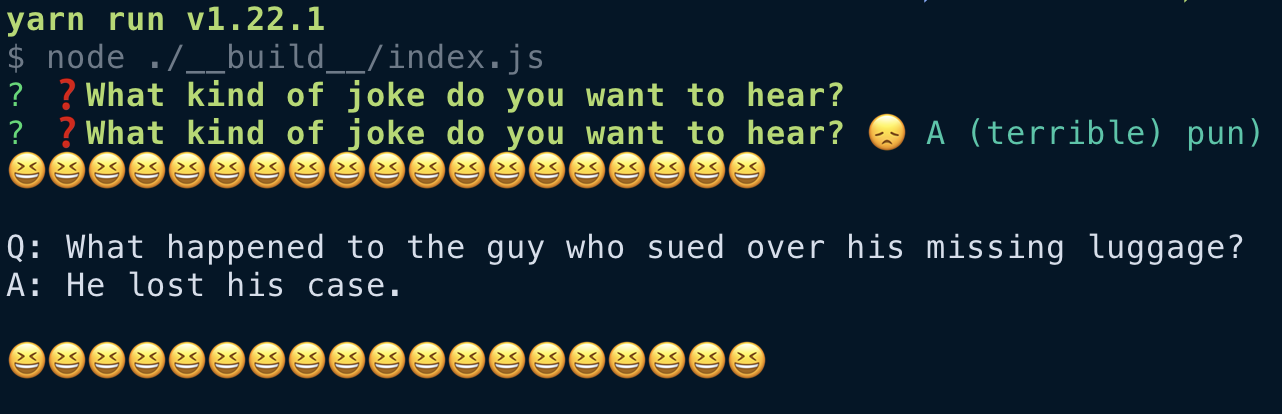 yarn run v1.22.1
$ node ./__build__/index.js
? ❓What kind of joke do you want to hear?
? ❓What kind of joke do you want to hear? 😞 A (terrible) pun)
😆😆😆😆😆😆😆😆😆😆😆😆😆😆😆😆😆😆😆
Q: What happened to the guy who sued over his missing luggage?
A: He lost his case.
😆😆😆😆😆😆😆😆😆😆😆😆😆😆😆😆😆😆😆